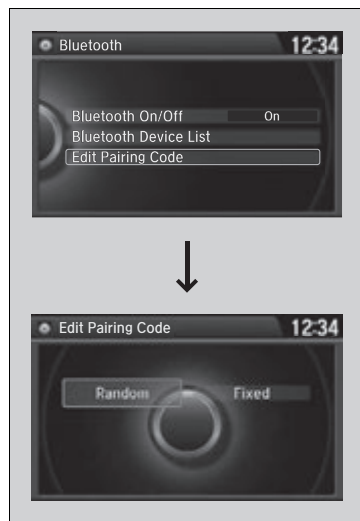 Bluetooth 12:34
Bluetooth On/Off On
Bluetooth Device List
Edit Pairing Code
Edit Pairing Code 12:34
Random Fixed